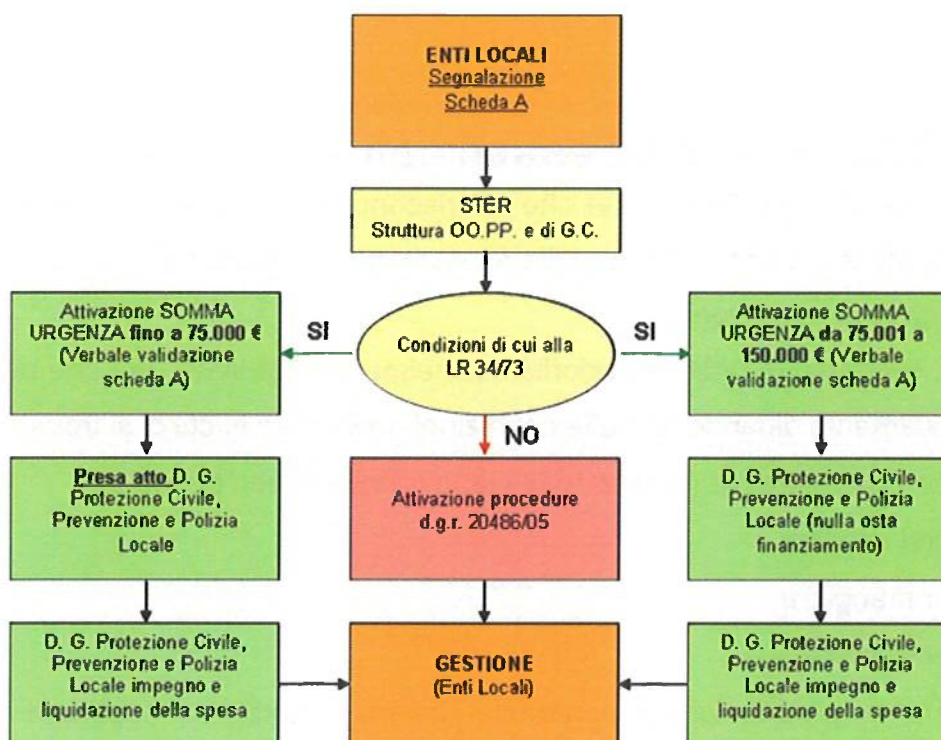 ENTI LOCALI
Segnalazione
Scheda A
STER
Struttura OO.PP. e di G.C.
Attivazione SOMMA
URGENZA fino a 75.000 €
(Verbale validazione
scheda A)
SI
Condizioni di cui alla
LR 34/73
SI
Attivazione SOMMA
URGENZA da 75.001 a
150.000 € (Verbale
validazione scheda A)
NO
Presa atto D. G.
Protezione Civile,
Prevenzione e Polizia
Locale
Attivazione procedure
d.g.r. 20486/05
D. G. Protezione Civile,
Prevenzione e Polizia
Locale (nulla osta
finanziamento)
D. G. Protezione Civile,
Prevenzione e Polizia
Locale impegno e
liquidazione della spesa
GESTIONE
(Enti Locali)
D. G. Protezione Civile,
Prevenzione e Polizia
Locale impegno e
liquidazione della spesa